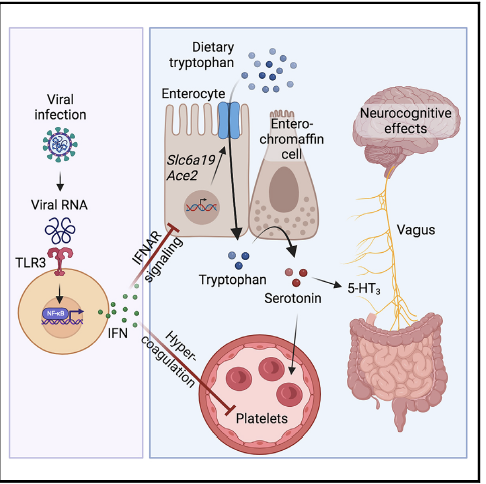 Viral
infection
Viral RNA
TLR3
NF-κB
IFN
IFNAR
signaling
Hyper-
coagulation
Dietary
tryptophan
Enterocyte
Slc6a19
Ace2
Entero-
chromaffin
cell
Tryptophan
Serotonin
5-HT₃
Platelets
Neurocognitive
effects
Vagus